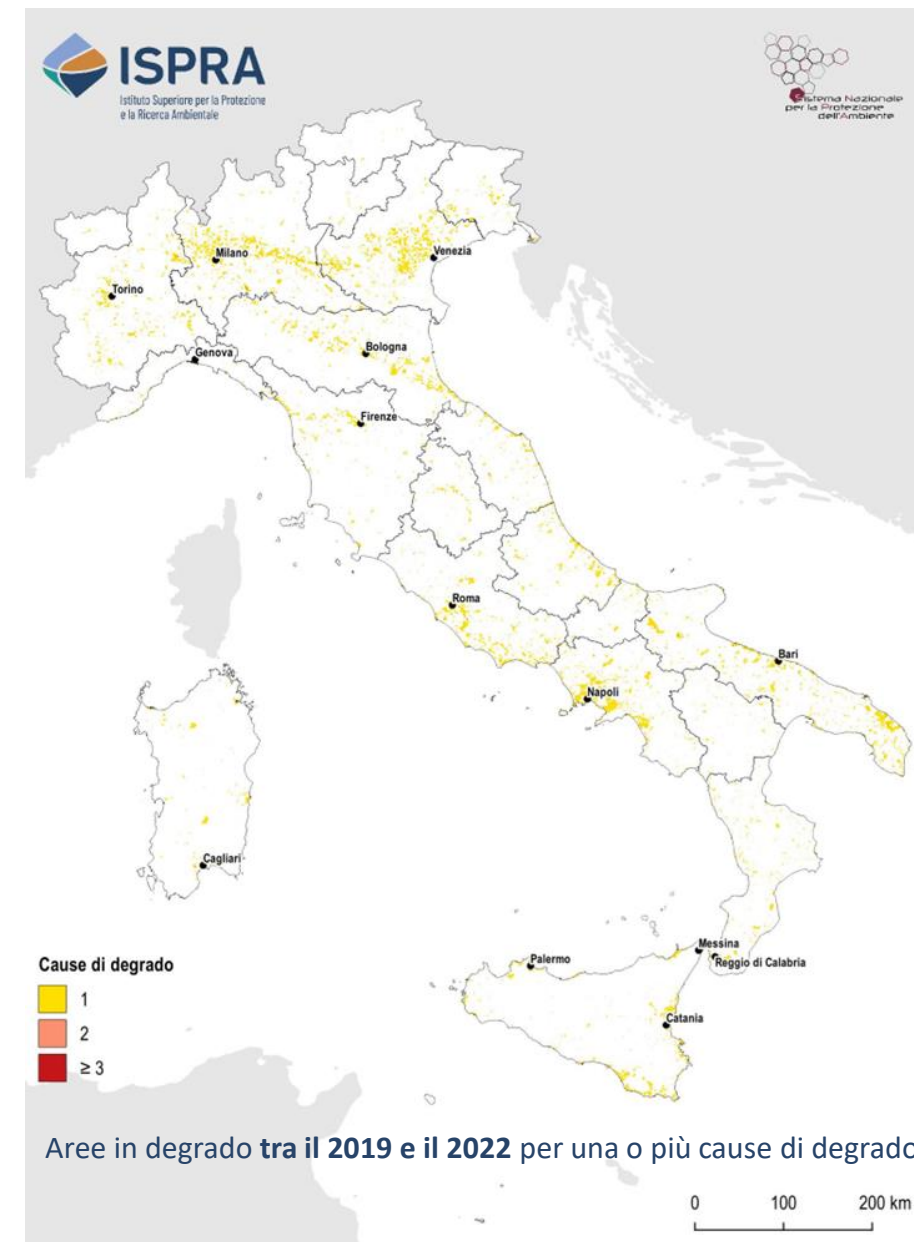 ISPRA
Istituto Superiore per la Protezione
e la Ricerca Ambientale
Sistema Nazionale
per la Protezione
dell'Ambiente
Milano
Venezia
Torino
Genova
Bologna
Firenze
Roma
Bari
Napoli
Cagliari
Messina
Palermo
Reggio di Calabria
Catania
Cause di degrado
1
2
≥ 3
Aree in degrado tra il 2019 e il 2022 per una o più cause di degrado
0 100 200 km